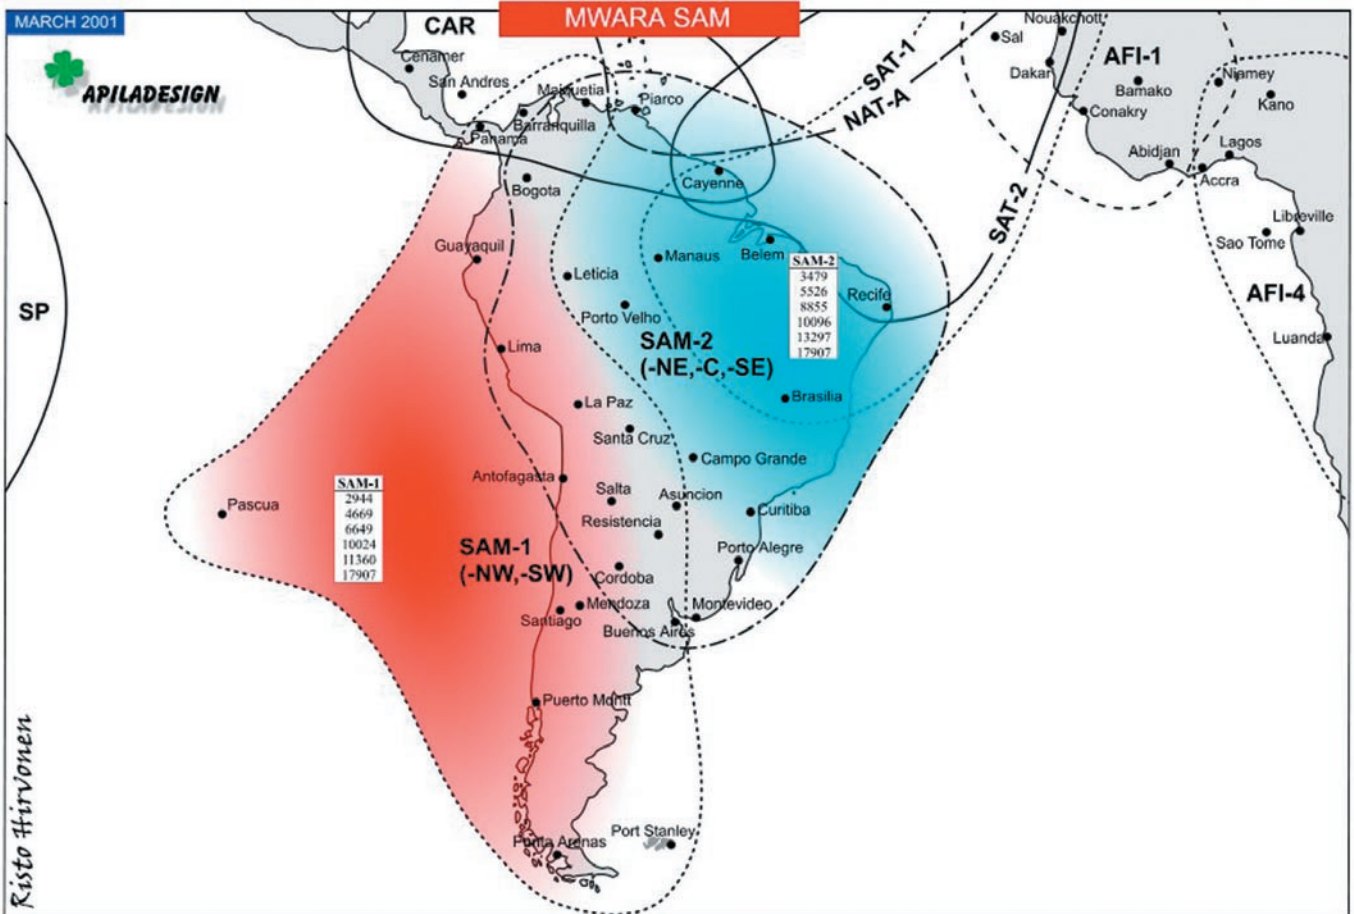 MARCH 2001
MWARA SAM
APILADESIGN
CAR
SAT-1
NAT-A
SAT-2
AFI-1
AFI-4
SP
Cenamer
San Andres
Maiquetia
Piarco
Barranquilla
Panama
Bogota
Cayenne
Sal
Nouakchott
Dakar
Bamako
Niamey
Kano
Conakry
Abidjan
Lagos
Accra
Libreville
Sao Tome
Luanda
Guayaquil
Leticia
Manaus
Belem
Porto Velho
Recife
SAM-2
3479
5526
8855
10096
13297
17907
SAM-2
(-NE,-C,-SE)
Lima
La Paz
Brasilia
Santa Cruz
Campo Grande
Antofagasta
Salta
Asuncion
Pascua
SAM-1
2944
4669
6649
10024
11360
17907
Resistencia
Curitiba
SAM-1
(-NW,-SW)
Porto Alegre
Cordoba
Mendoza
Montevideo
Santiago
Buenos Aires
Puerto Montt
Port Stanley
Punta Arenas
Risto Hirvonen